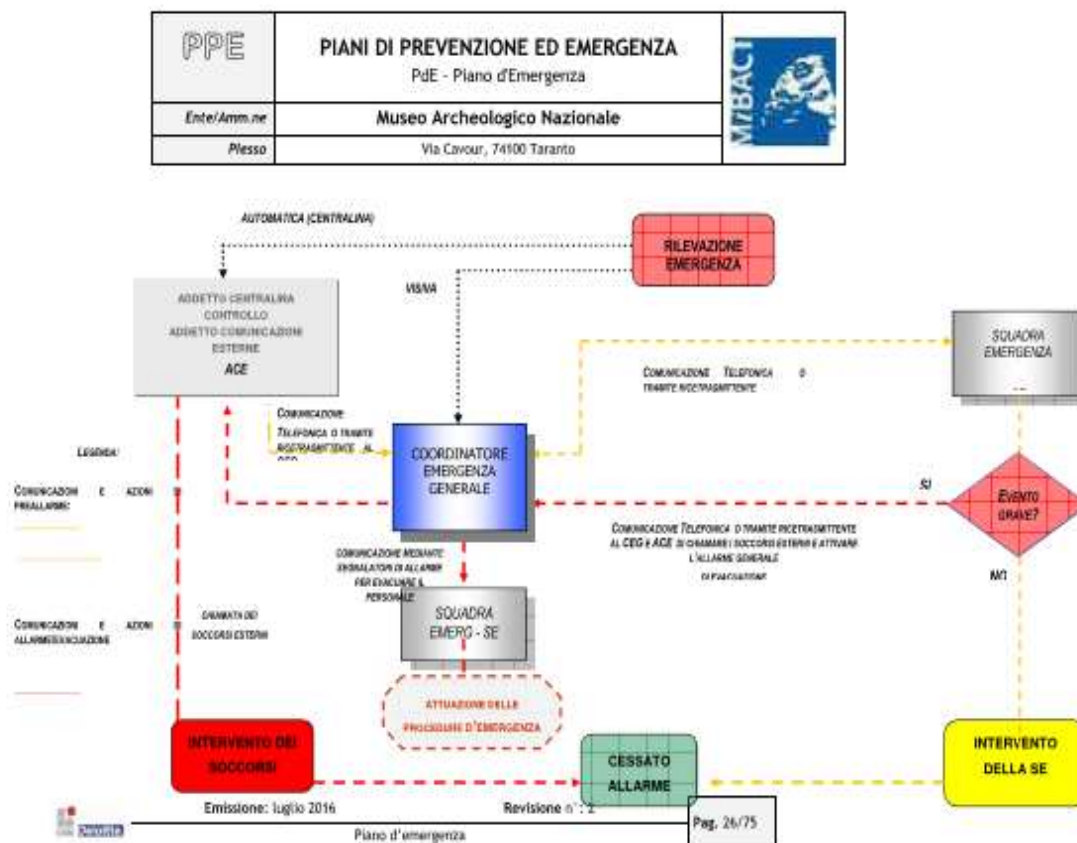 PPE
PIANI DI PREVENZIONE ED EMERGENZA
PdE - Piano d'Emergenza
Ente/Amm.ne
Museo Archeologico Nazionale
Plesso
Via Cavour, 74100 Taranto
MiBACT
AUTOMATICA (CENTRALINA)
RILEVAZIONE
EMERGENZA
VISIVA
ADDETTO CENTRALINA
CONTROLLO
ADDETTO COMUNICAZIONI
ESTERNE
ACE
SQUADRA
EMERGENZA
...
COMUNICAZIONE TELEFONICA O
TRAMITE RICETRASMITTENTE
COMUNICAZIONE
TELEFONICA O TRAMITE
RICETRASMITTENTE AL
COORDINATORE
EMERGENZA
GENERALE
LEGENDA:
COMUNICAZIONI E AZIONI DI
PREALLARME:
SI
EVENTO
GRAVE?
COMUNICAZIONE TELEFONICA O TRAMITE RICETRASMITTENTE
AL CEG E ACE DI CHIAMARE I SOCCORSI ESTERNI E ATTIVARE
L'ALLARME GENERALE
DI EVACUAZIONE
NO
COMUNICAZIONE MEDIANTE
SEGNALATORI DI ALLARME
PER EVACUARE IL
PERSONALE
SQUADRA
EMERG - SE
CHIAMATA DEI
SOCCORSI ESTERNI
COMUNICAZIONI E AZIONI DI
ALLARME/EVACUAZIONE
ATTUAZIONE DELLE
PROCEDURE D'EMERGENZA
INTERVENTO DEI
SOCCORSI
CESSATO
ALLARME
INTERVENTO
DELLA SE
Emissione: luglio 2016
Revisione n°: 2
Pag. 26/75
Piano d'emergenza